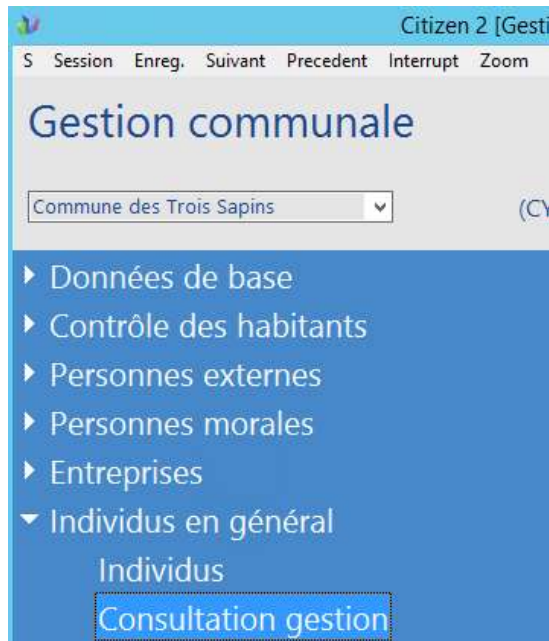 Citizen 2 [Gesti
S Session Enreg. Suivant Precedent Interrupt Zoom
Gestion communale
Commune des Trois Sapins (CY
Données de base
Contrôle des habitants
Personnes externes
Personnes morales
Entreprises
Individus en général
Individus
Consultation gestion